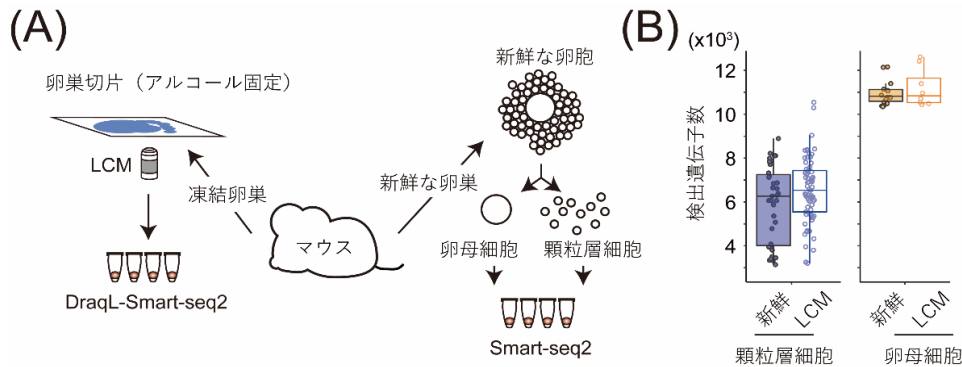 (A)
卵巣切片（アルコール固定）
LCM
凍結卵巣
DraqL-Smart-seq2
マウス
新鮮な卵胞
新鮮な卵巣
卵母細胞
顆粒層細胞
Smart-seq2
(B)
(x10³)
検出遺伝子数
12
10
8
6
4
新鮮
LCM
顆粒層細胞
新鮮
LCM
卵母細胞